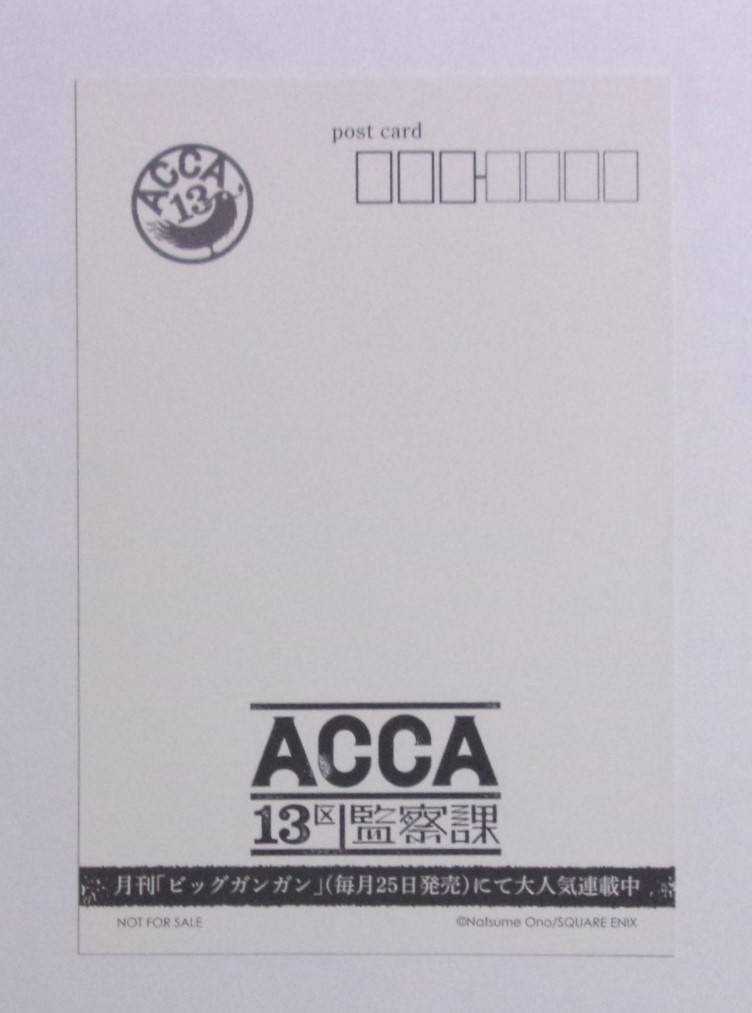 post card
ACCA
13
ACCA
13区監察課
月刊「ビッグガンガン」(毎月25日発売)にて大人気連載中
NOT FOR SALE
©Natsume Ono/SQUARE ENIX